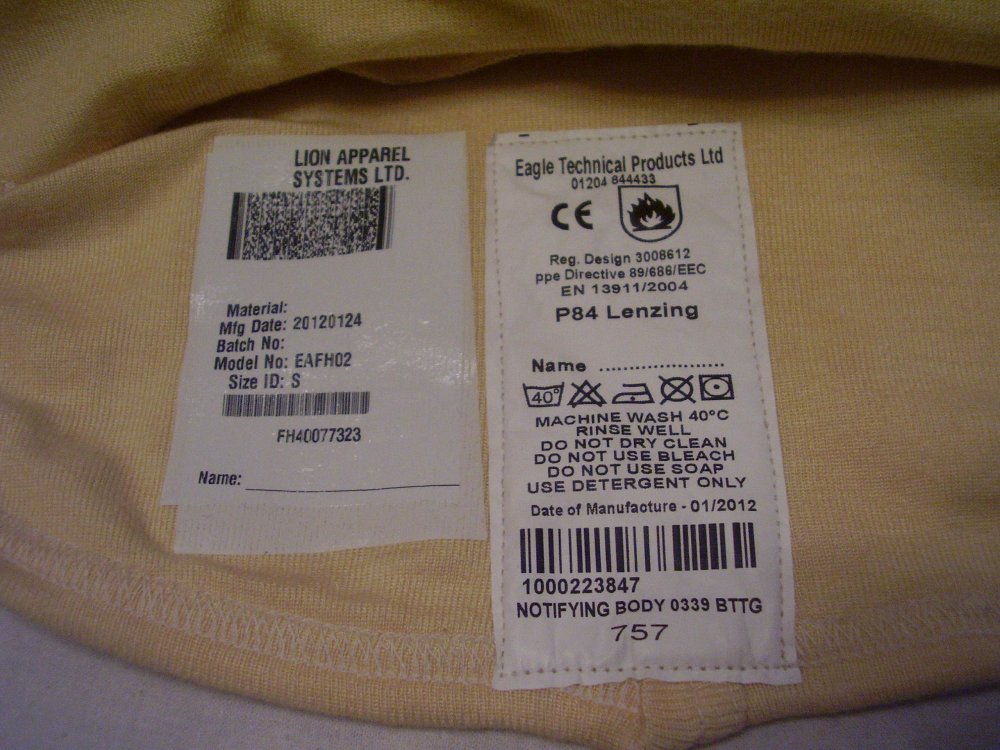 LION APPAREL
SYSTEMS LTD.
Material:
Mfg Date: 20120124
Batch No:
Model No: EAFH02
Size ID: S
FH40077323
Name:
Eagle Technical Products Ltd
01204 844433
CE
Reg. Design 3008612
ppe Directive 89/686/EEC
EN 13911/2004
P84 Lenzing
Name ......................
40°
MACHINE WASH 40°C
RINSE WELL
DO NOT DRY CLEAN
DO NOT USE BLEACH
DO NOT USE SOAP
USE DETERGENT ONLY
Date of Manufacture - 01/2012
1000223847
NOTIFYING BODY 0339 BTTG
757